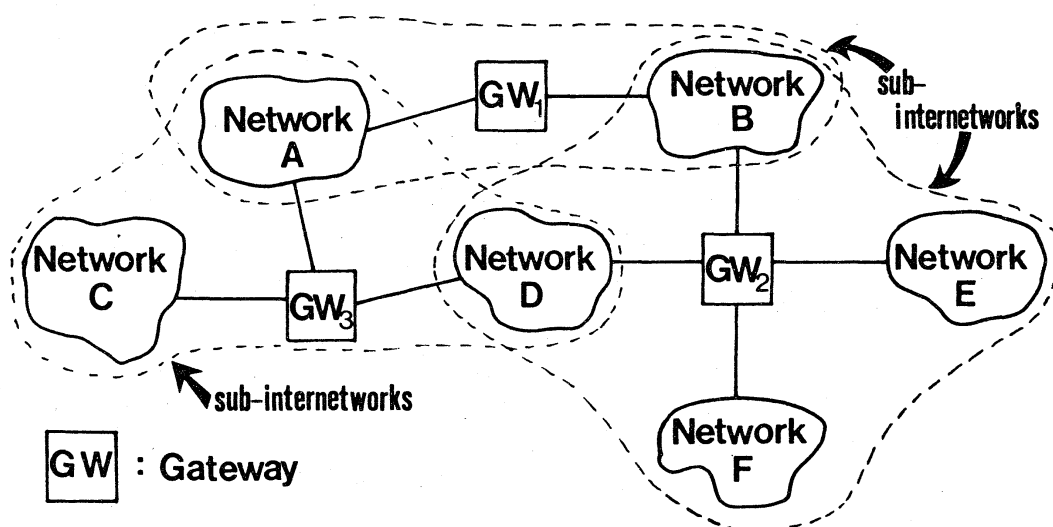 Network
A
GW1
Network
B
sub-
internetworks
Network
C
GW3
Network
D
GW2
Network
E
sub-internetworks
Network
F
GW : Gateway